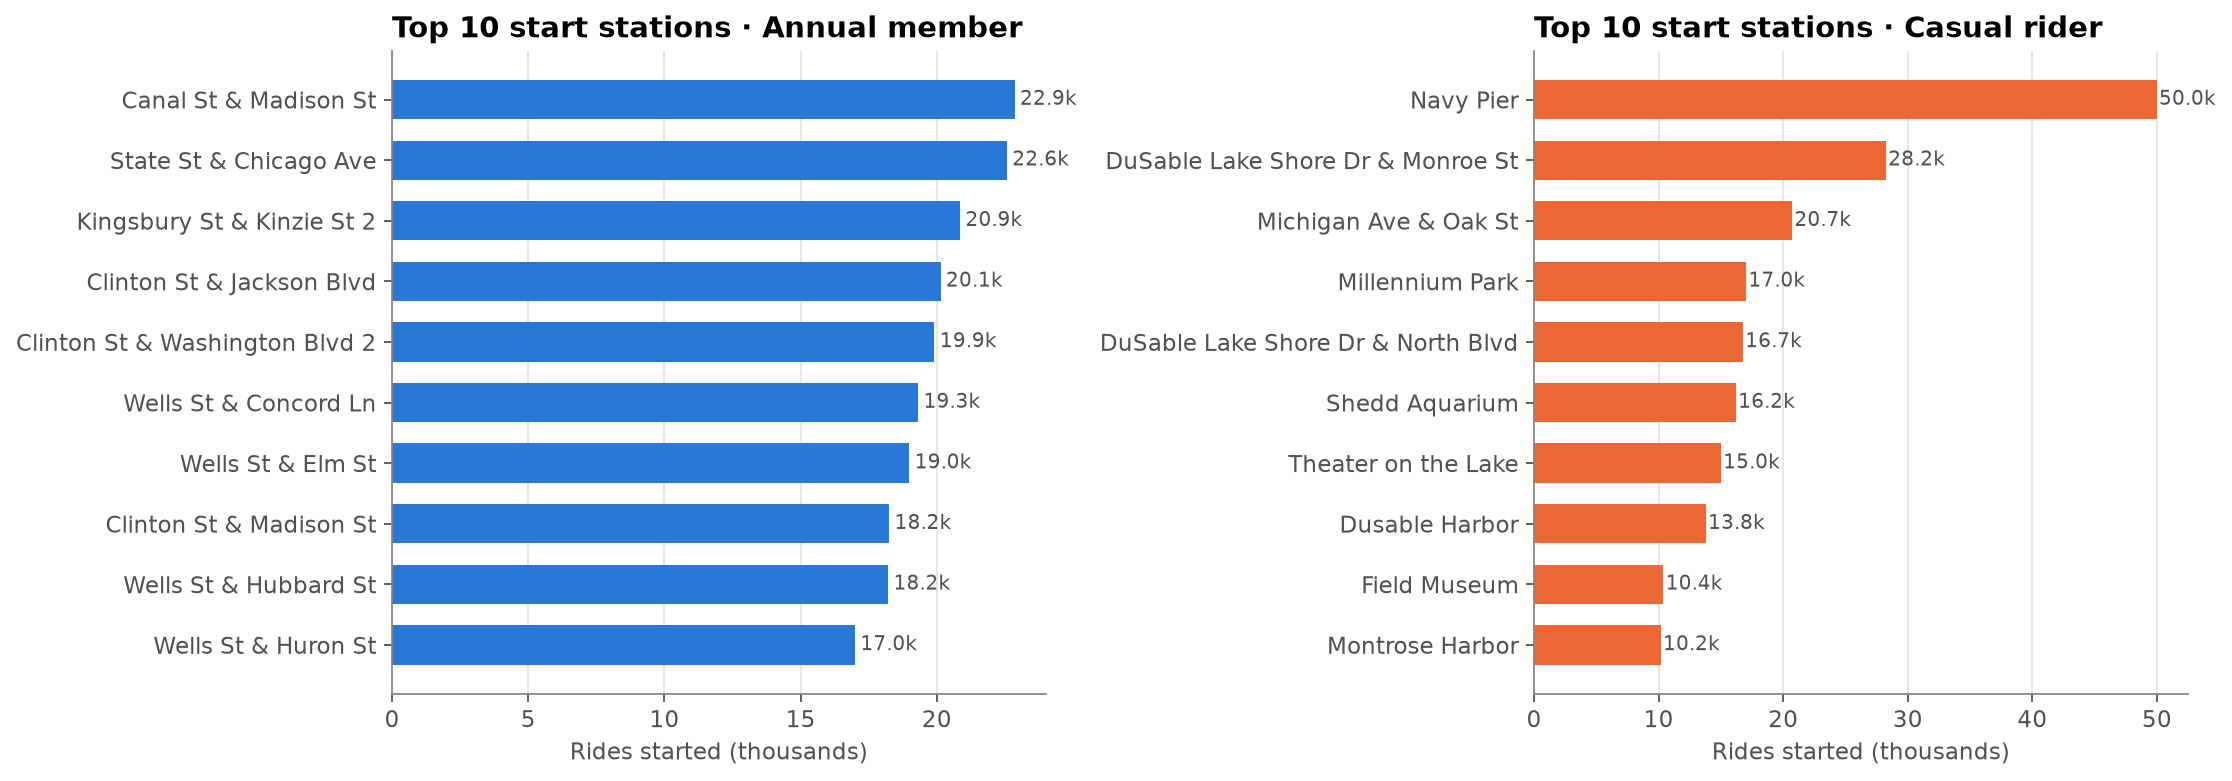 Top 10 start stations · Annual member
Canal St & Madison St 22.9k
State St & Chicago Ave 22.6k
Kingsbury St & Kinzie St 2 20.9k
Clinton St & Jackson Blvd 20.1k
Clinton St & Washington Blvd 2 19.9k
Wells St & Concord Ln 19.3k
Wells St & Elm St 19.0k
Clinton St & Madison St 18.2k
Wells St & Hubbard St 18.2k
Wells St & Huron St 17.0k
0 5 10 15 20
Rides started (thousands)
Top 10 start stations · Casual rider
Navy Pier 50.0k
DuSable Lake Shore Dr & Monroe St 28.2k
Michigan Ave & Oak St 20.7k
Millennium Park 17.0k
DuSable Lake Shore Dr & North Blvd 16.7k
Shedd Aquarium 16.2k
Theater on the Lake 15.0k
Dusable Harbor 13.8k
Field Museum 10.4k
Montrose Harbor 10.2k
0 10 20 30 40 50
Rides started (thousands)